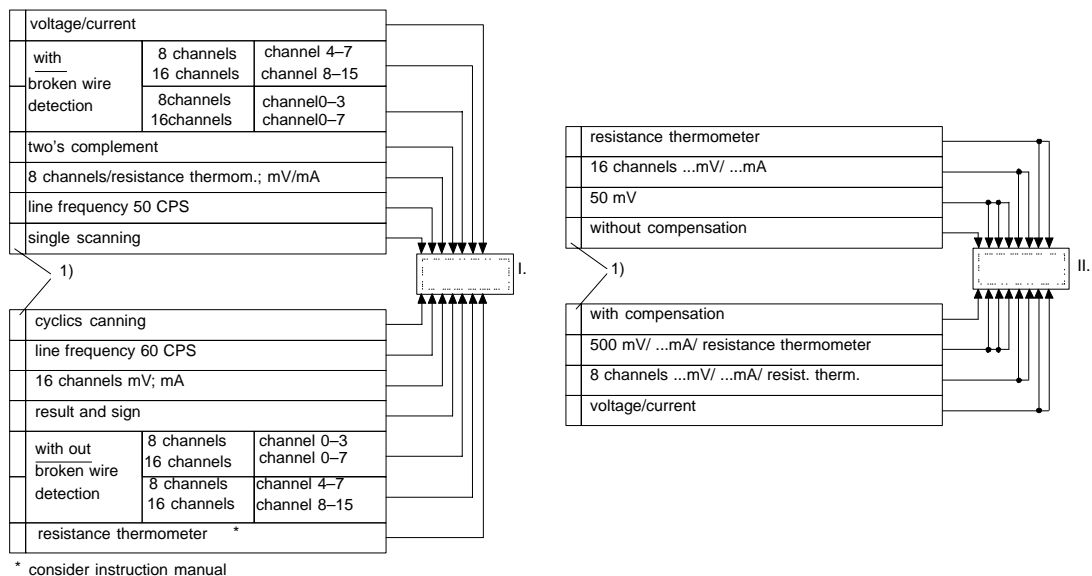 voltage/current
with
broken wire
detection
8 channels
16 channels
channel 4–7
channel 8–15
8channels
16channels
channel0–3
channel0–7
two's complement
8 channels/resistance thermom.; mV/mA
line frequency 50 CPS
single scanning
1)
I.
cyclics canning
line frequency 60 CPS
16 channels mV; mA
result and sign
with out
broken wire
detection
8 channels
16 channels
channel 0–3
channel 0–7
8 channels
16 channels
channel 4–7
channel 8–15
resistance thermometer *
* consider instruction manual
resistance thermometer
16 channels ...mV/ ...mA
50 mV
without compensation
1)
II.
with compensation
500 mV/ ...mA/ resistance thermometer
8 channels ...mV/ ...mA/ resist. therm.
voltage/current